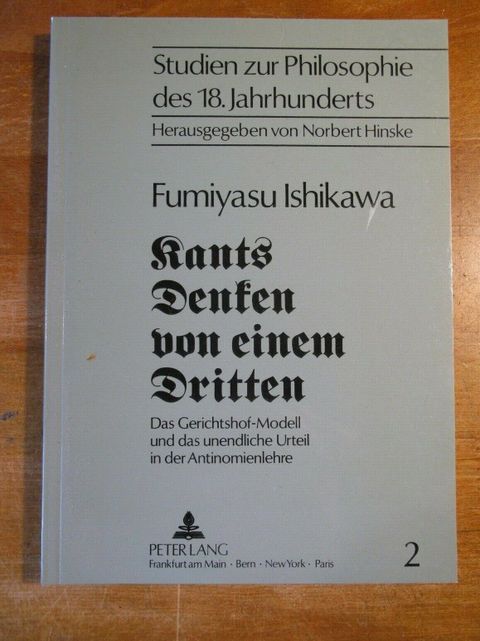 Studien zur Philosophie
des 18. Jahrhunderts
Herausgegeben von Norbert Hinske
Fumiyasu Ishikawa
Kants
Denken
von einem
Dritten
Das Gerichtshof-Modell
und das unendliche Urteil
in der Antinomienlehre
PETER LANG
Frankfurt am Main · Bern · New York · Paris
2